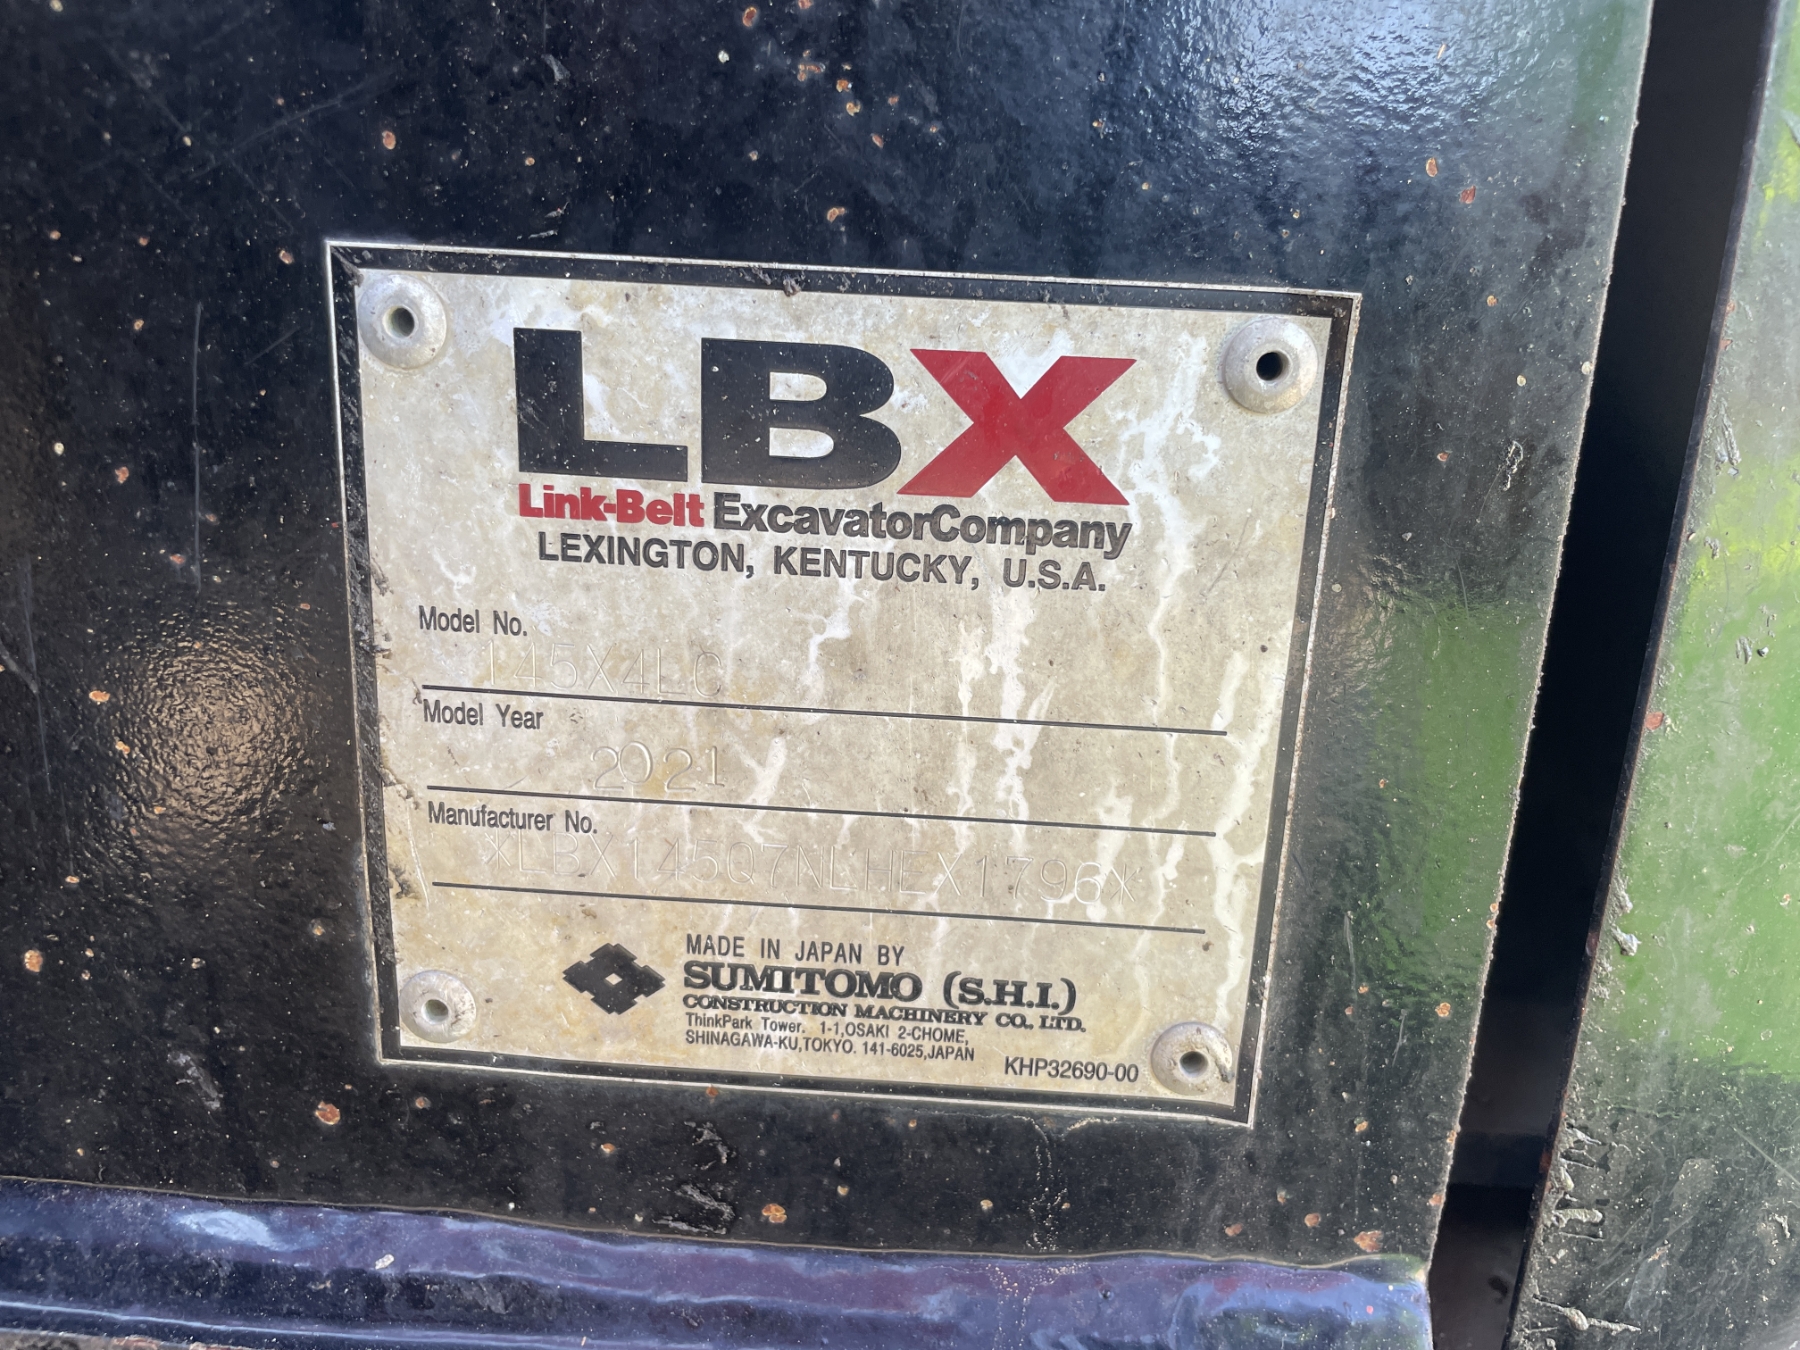 LBX
Link-Belt ExcavatorCompany
LEXINGTON, KENTUCKY, U.S.A.
Model No.
145X4LC
Model Year
2021
Manufacturer No.
*LBX145Q7NLHEX1796*
MADE IN JAPAN BY
SUMITOMO (S.H.I.)
CONSTRUCTION MACHINERY CO., LTD.
ThinkPark Tower. 1-1,OSAKI 2-CHOME,
SHINAGAWA-KU,TOKYO. 141-6025,JAPAN
KHP32690-00